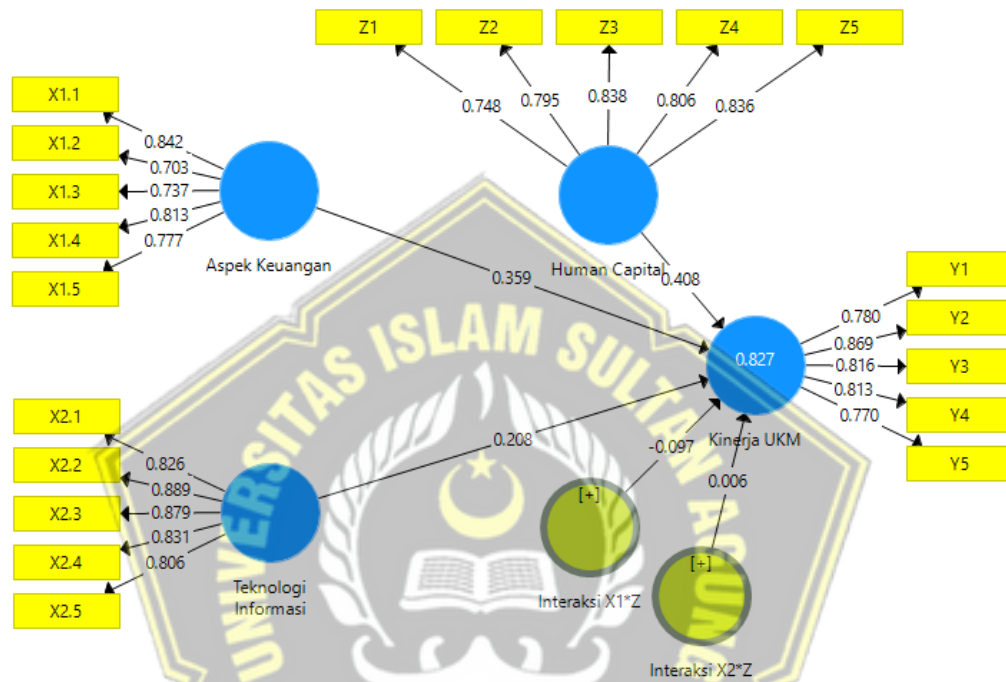 Z1
Z2
Z3
Z4
Z5
0.748
0.795
0.838
0.806
0.836
Human Capital
X1.1
X1.2
X1.3
X1.4
X1.5
0.842
0.703
0.737
0.813
0.777
Aspek Keuangan
0.359
0.408
0.827
Kinerja UKM
Y1
Y2
Y3
Y4
Y5
0.780
0.869
0.816
0.813
0.770
X2.1
X2.2
X2.3
X2.4
X2.5
0.826
0.889
0.879
0.831
0.806
Teknologi
Informasi
0.208
-0.097
0.006
[+]
Interaksi X1*Z
[+]
Interaksi X2*Z
UNIVERSITAS ISLAM SULTAN AGUNG